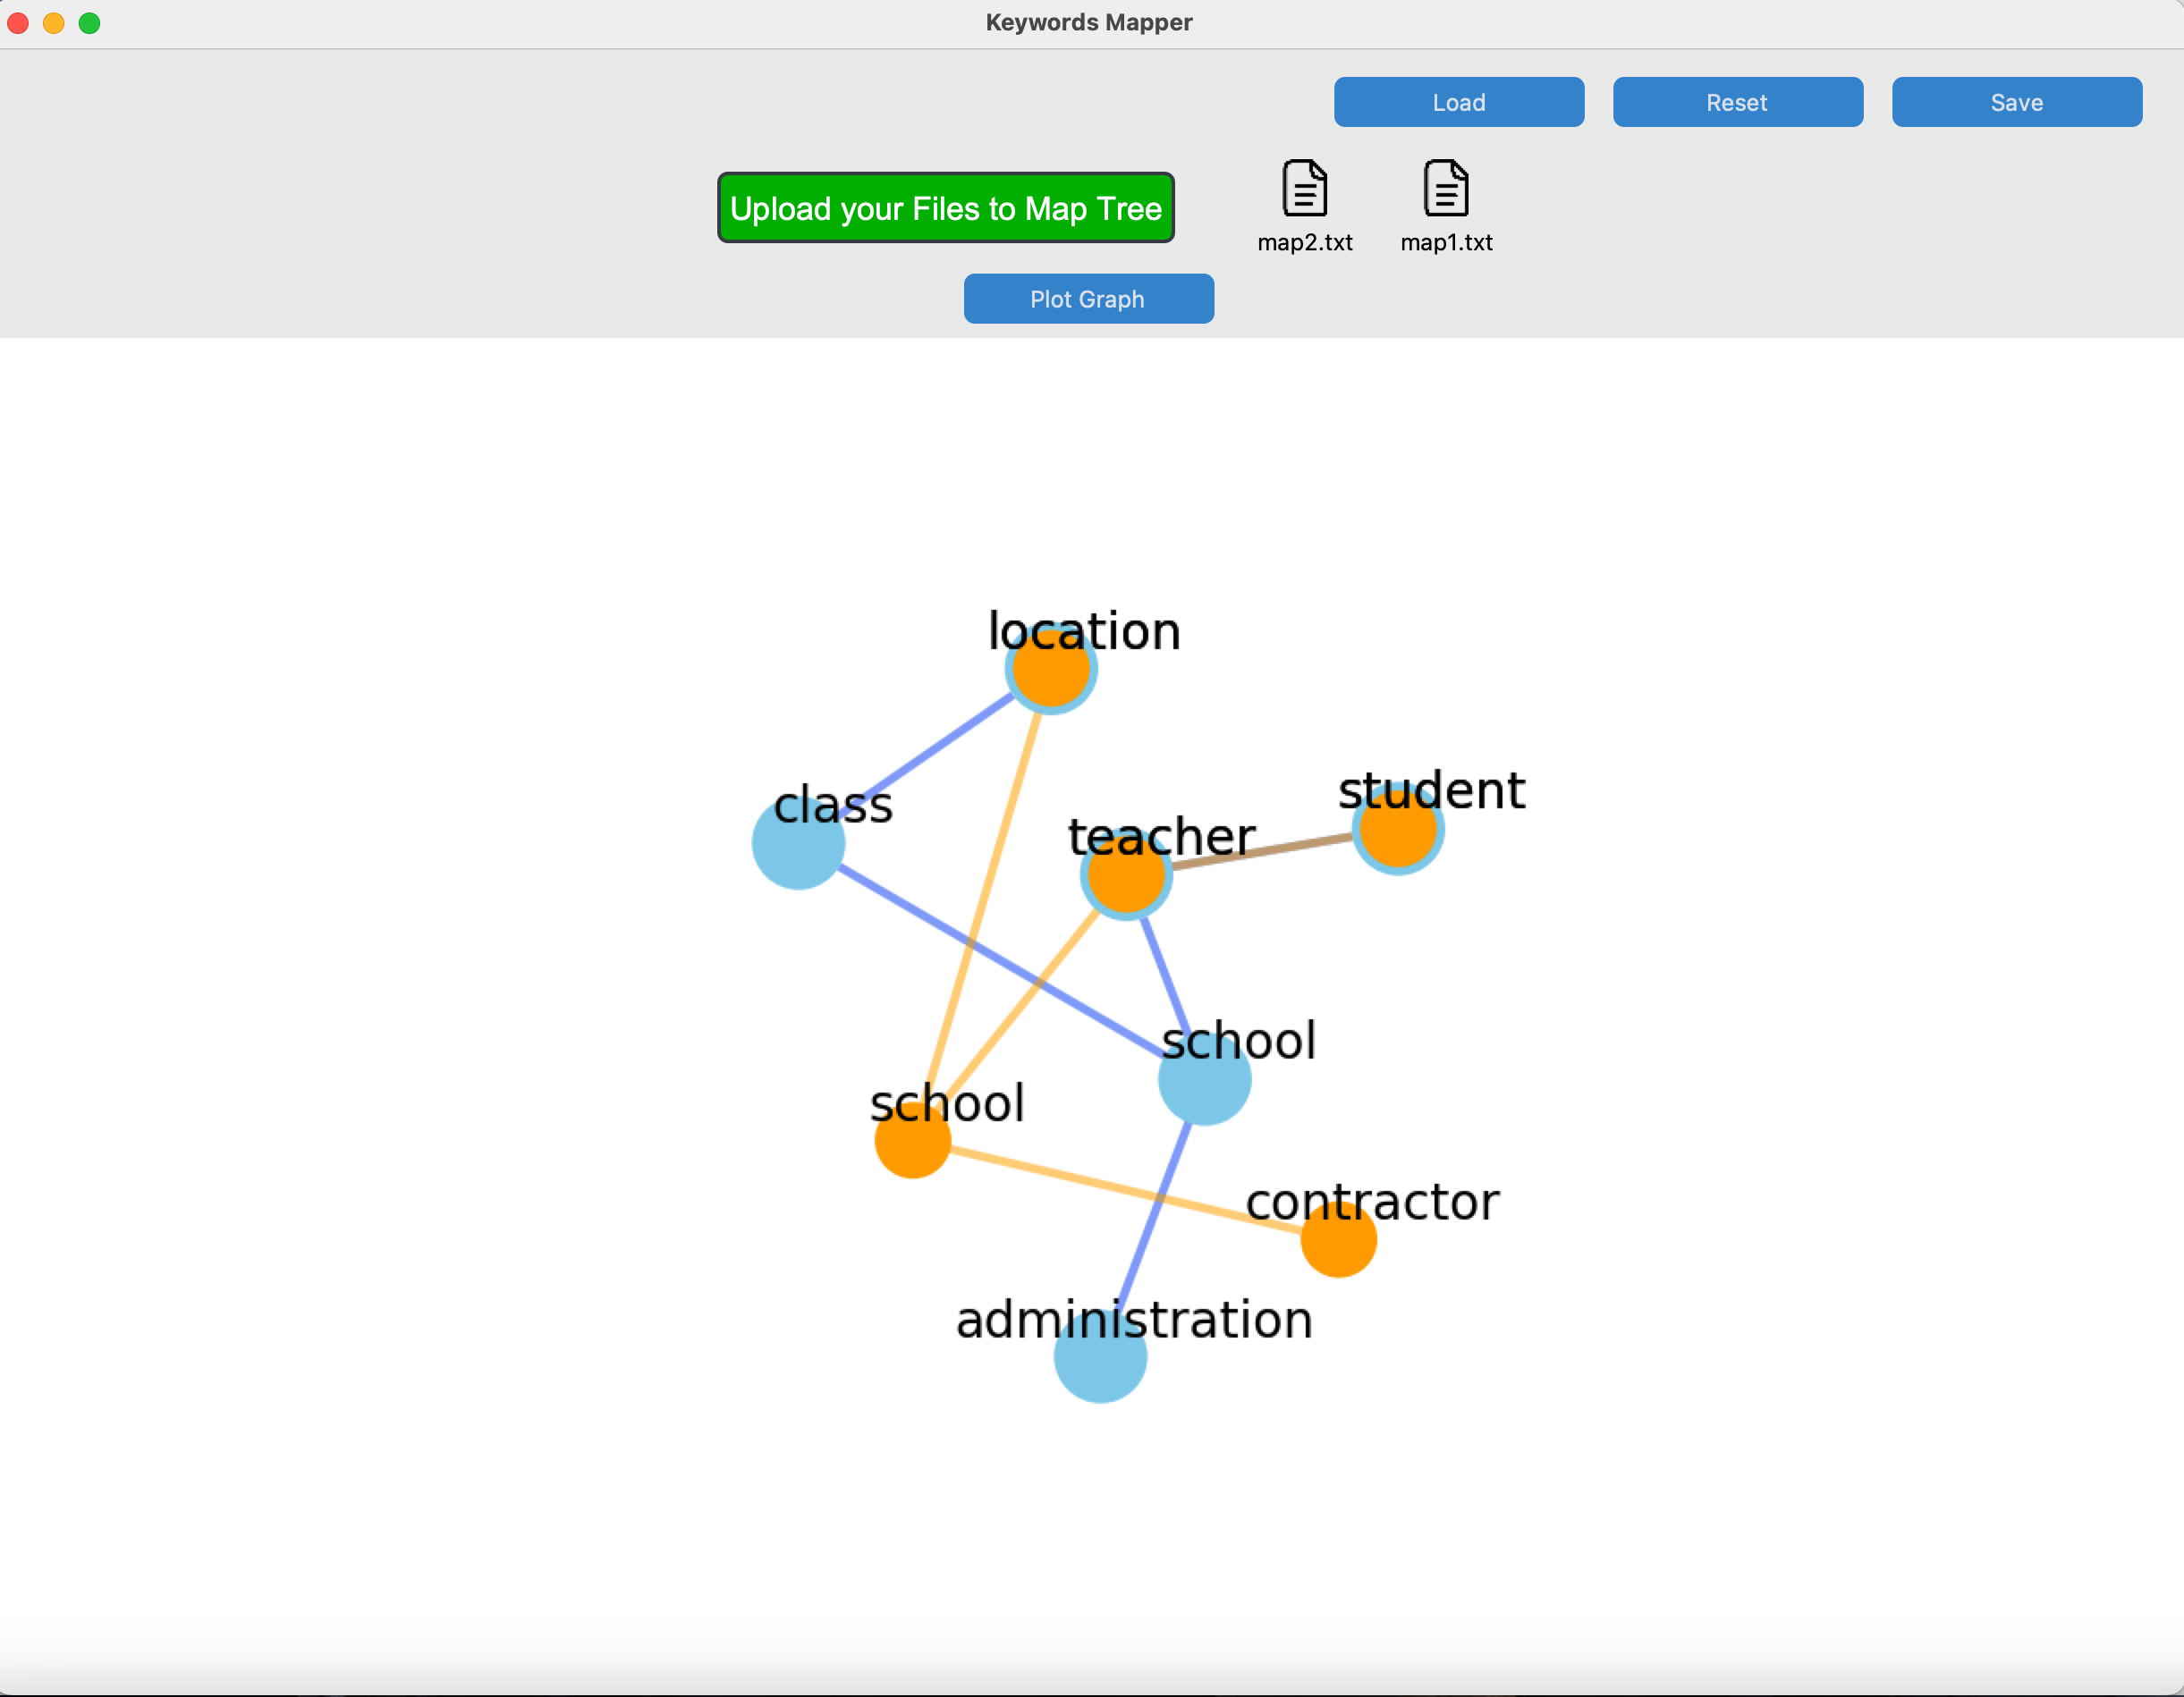 Keywords Mapper
Load
Reset
Save
Upload your Files to Map Tree
map2.txt
map1.txt
Plot Graph
location
student
class
teacher
school
school
contractor
administration